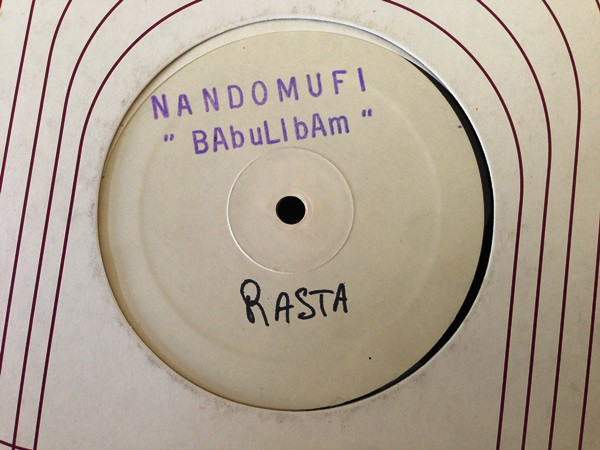 NANDOMUFI
" BAbuLIbAm "
RASTA